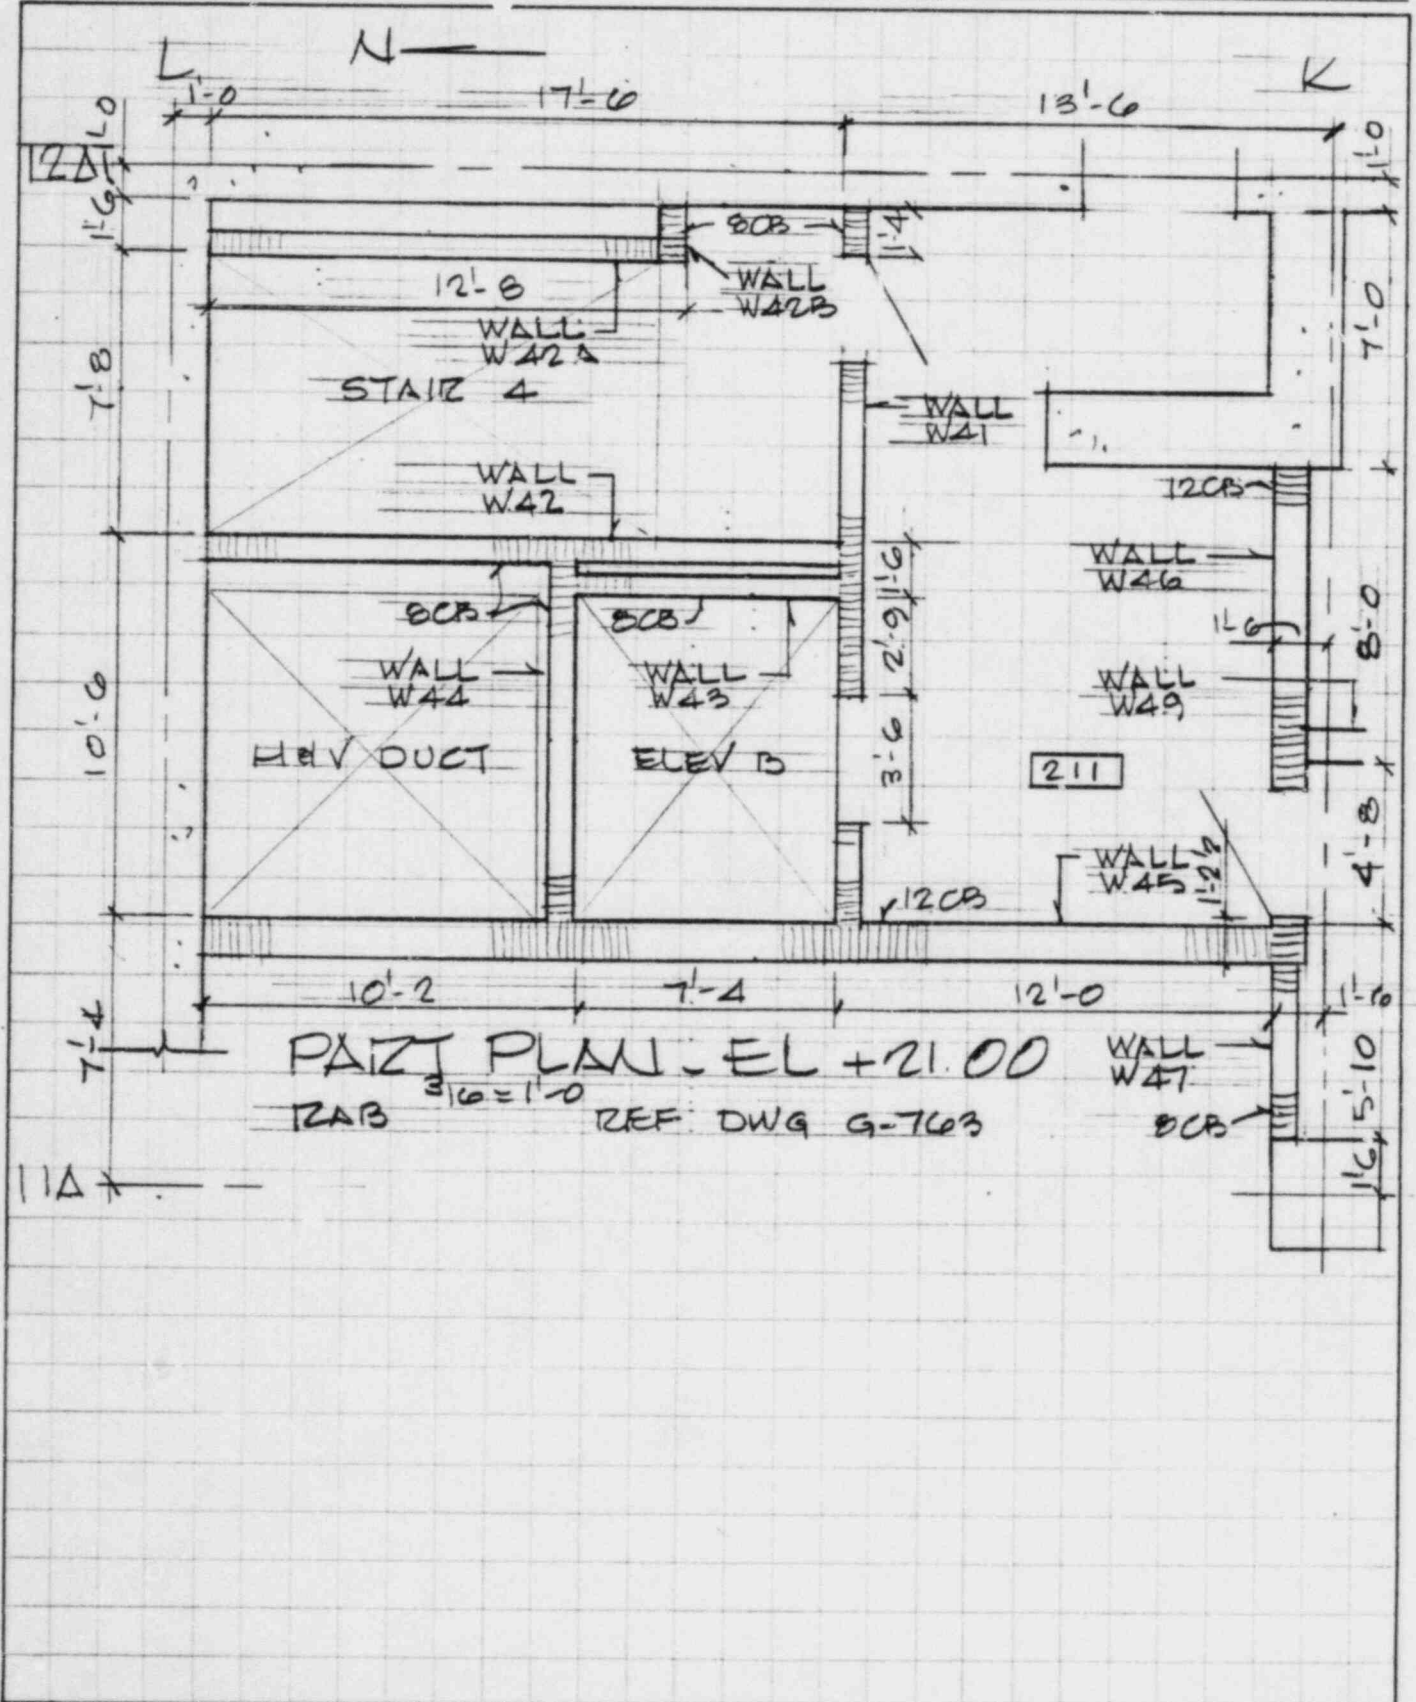 L
N
K
1'-0
17'-6
13'-6
1'-0
12A
1'-0
1'-6
8CB
1'-4
WALL
W42B
12'-8
WALL
W42A
7'-0
7'-8
STAIR 4
WALL
W41
WALL
W42
12CB
WALL
W46
1'-6
2'-9
8CB
8CB
1'-6
8'-0
WALL
W44
WALL
W43
WALL
W49
10'-6
H&V DUCT
ELEV B
3'-6
211
4'-8
WALL
W45
12CB
10'-2
7'-4
12'-0
7'-4
PART PLAN - EL +21.00
3/16 = 1'-0
RAB
REF: DWG G-763
WALL
W47
8CB
5'-10
1'-6
11A